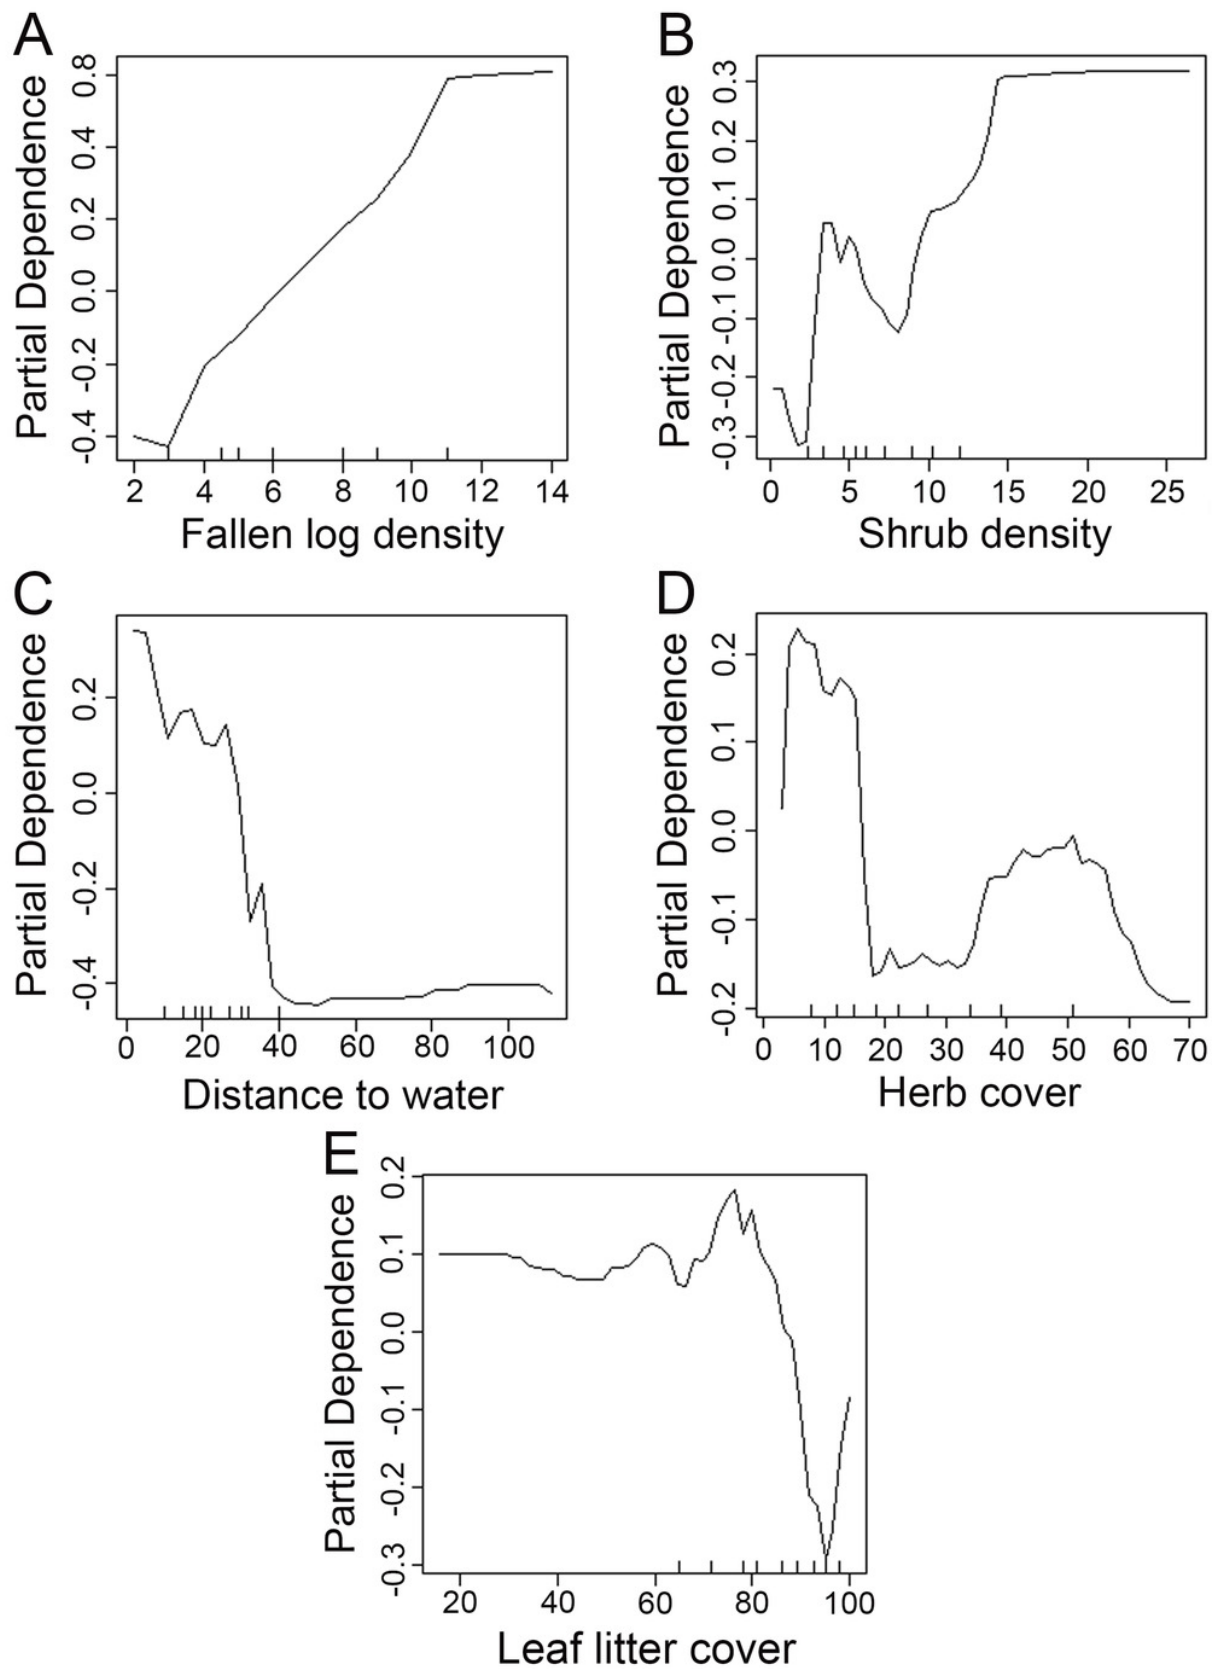 A
Partial Dependence
0.8
0.4
0.2
0.0
-0.2
-0.4
2 4 6 8 10 12 14
Fallen log density
B
Partial Dependence
0.3
0.2
0.1
0.0
-0.1
-0.2
-0.3
0 5 10 15 20 25
Shrub density
C
Partial Dependence
0.2
0.0
-0.2
-0.4
0 20 40 60 80 100
Distance to water
D
Partial Dependence
0.2
0.1
0.0
-0.1
-0.2
0 10 20 30 40 50 60 70
Herb cover
E
Partial Dependence
0.2
0.1
0.0
-0.1
-0.2
-0.3
20 40 60 80 100
Leaf litter cover